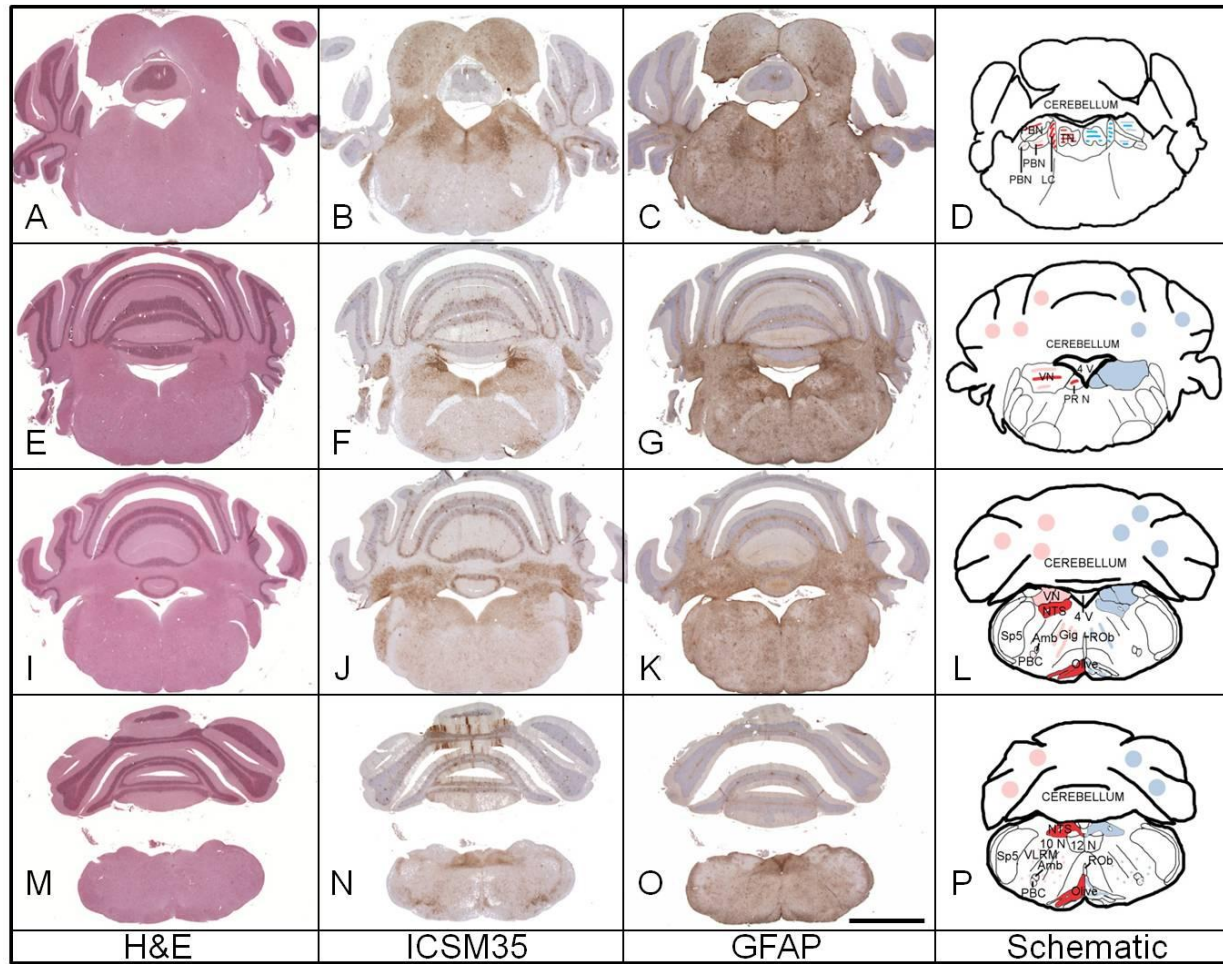 A
B
C
D
CEREBELLUM
PBN
TN
PBN
PBN
LC
E
F
G
H
CEREBELLUM
4 V
VN
PR N
I
J
K
L
CEREBELLUM
VN
NTS
4 V
Sp5
Amb
Gig
ROb
PBC
Olive
M
N
O
P
CEREBELLUM
NTS
10 N
12 N
Sp5
VLRM
ROb
Amb
PBC
Olive
H&E
ICSM35
GFAP
Schematic